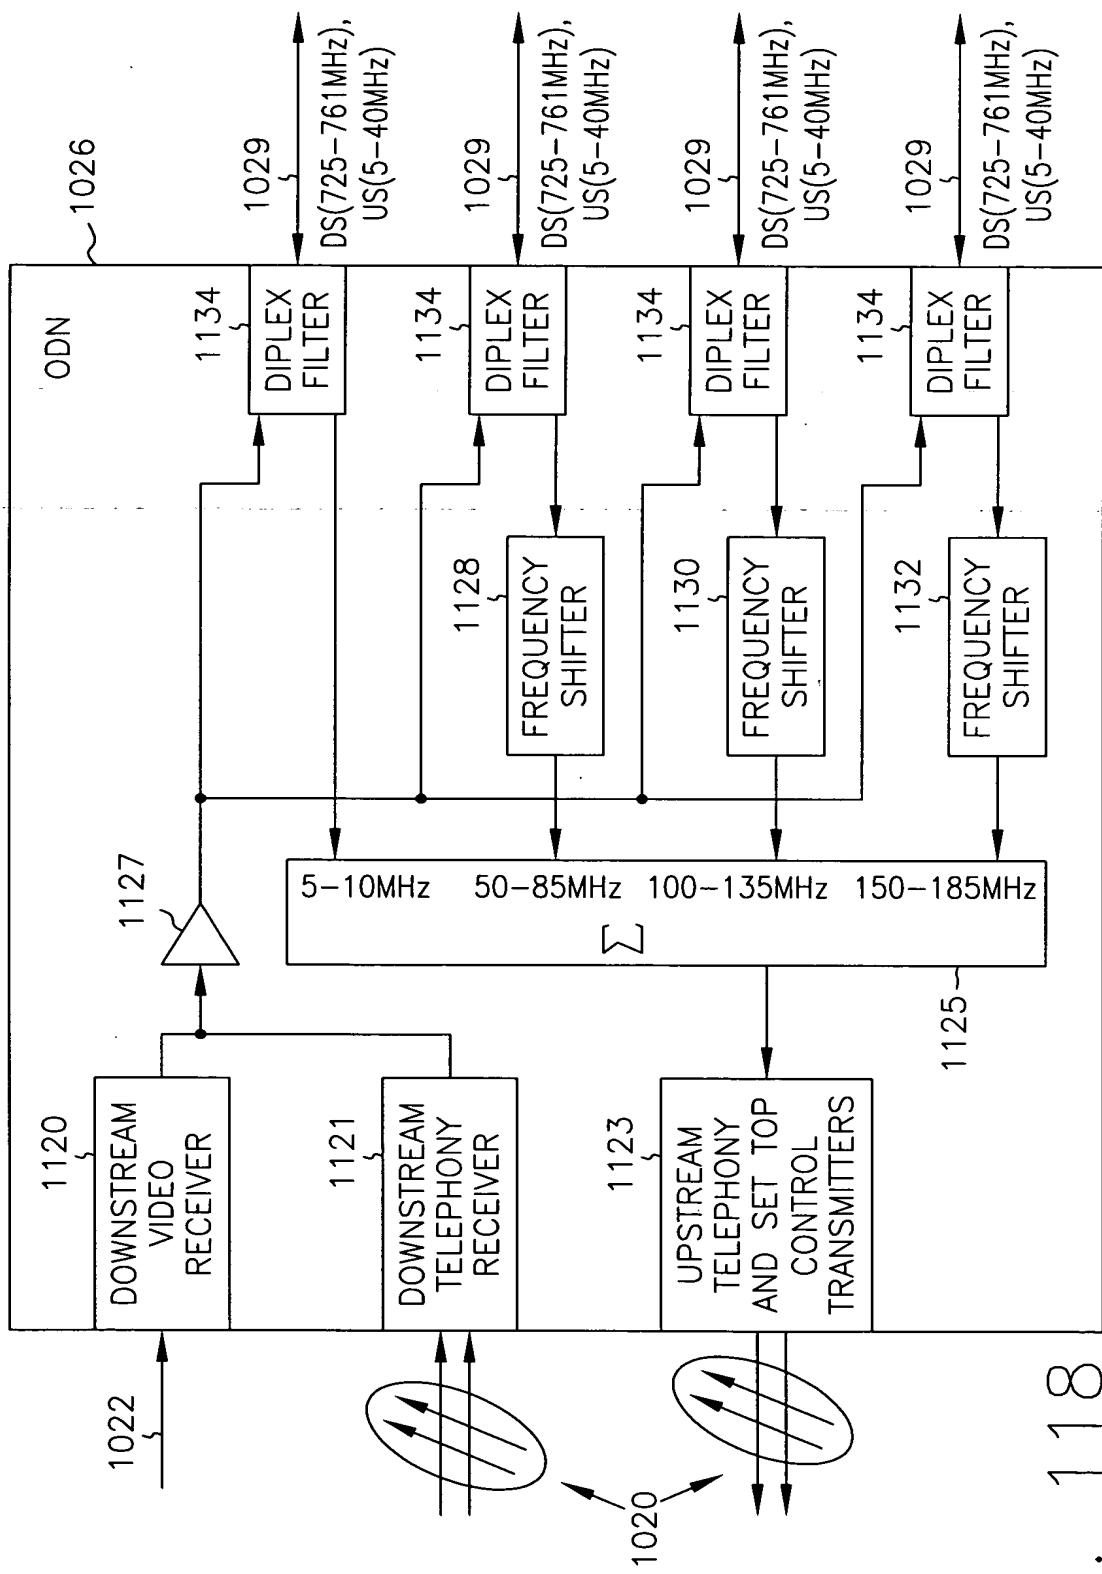 1026
ODN
1029
DS(725-761MHz),
US(5-40MHz)
1134
DIPLEX
FILTER
1029
DS(725-761MHz),
US(5-40MHz)
1134
DIPLEX
FILTER
1128
FREQUENCY
SHIFTER
1029
DS(725-761MHz),
US(5-40MHz)
1134
DIPLEX
FILTER
1130
FREQUENCY
SHIFTER
1029
DS(725-761MHz),
US(5-40MHz)
1134
DIPLEX
FILTER
1132
FREQUENCY
SHIFTER
1127
5-10MHz
50-85MHz
100-135MHz
150-185MHz
Σ
1125
1120
DOWNSTREAM
VIDEO
RECEIVER
1022
1121
DOWNSTREAM
TELEPHONY
RECEIVER
1123
UPSTREAM
TELEPHONY
AND SET TOP
CONTROL
TRANSMITTERS
1020
118